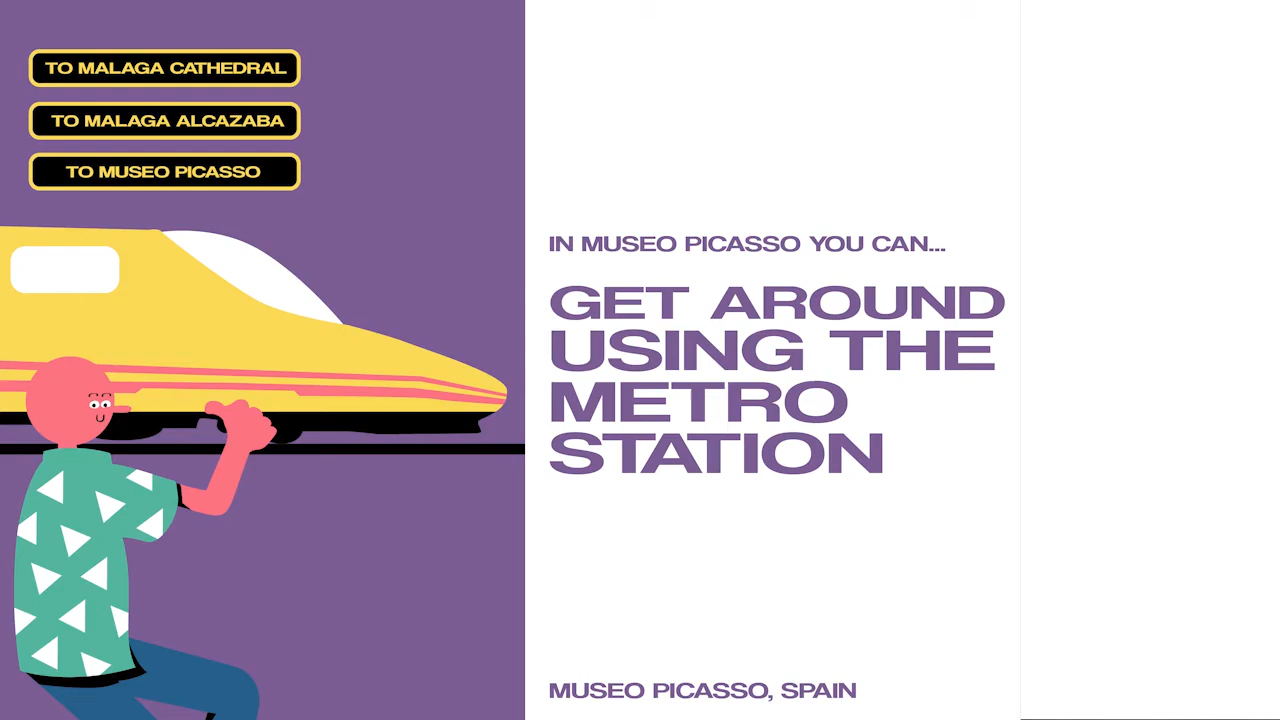 TO MALAGA CATHEDRAL
TO MALAGA ALCAZABA
TO MUSEO PICASSO
IN MUSEO PICASSO YOU CAN...
GET AROUND
USING THE
METRO
STATION
MUSEO PICASSO, SPAIN